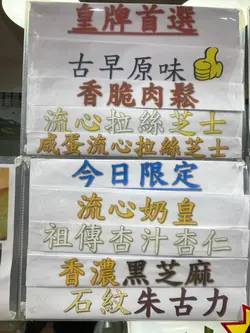 皇牌首選
古早原味
香脆肉鬆
流心拉絲芝士
咸蛋流心拉絲芝士
今日限定
流心奶皇
祖傳杏汁杏仁
香濃黑芝麻
石紋朱古力